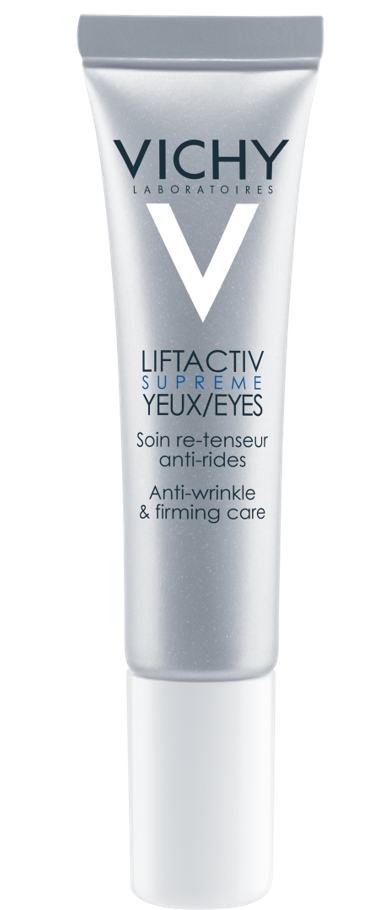 VICHY
LABORATOIRES
V
LIFTACTIV
SUPREME
YEUX/EYES
Soin re-tenseur
anti-rides
Anti-wrinkle
& firming care